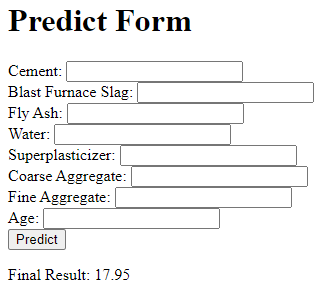 Predict Form
Cement:
Blast Furnace Slag:
Fly Ash:
Water:
Superplasticizer:
Coarse Aggregate:
Fine Aggregate:
Age:
Predict
Final Result: 17.95